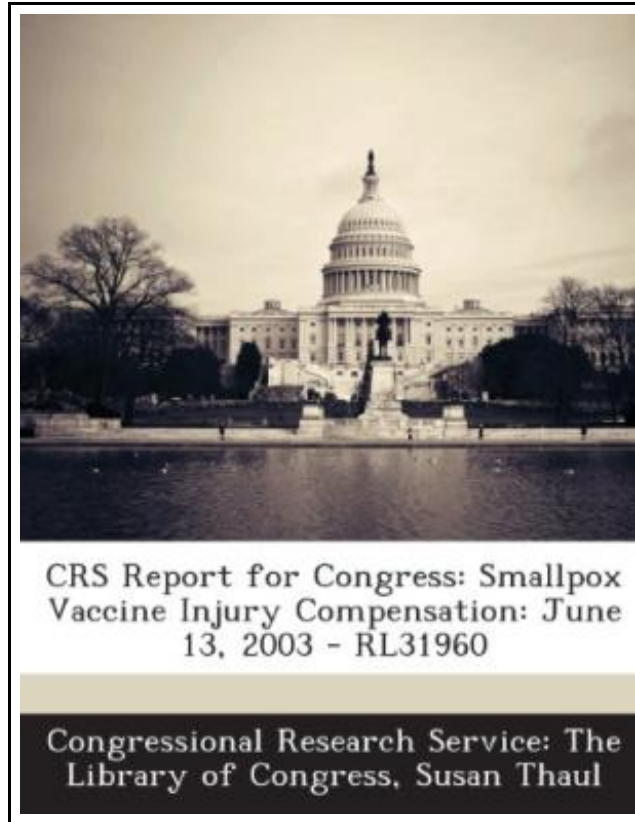 CRS Report for Congress: Smallpox
Vaccine Injury Compensation: June
13, 2003 - RL31960
Congressional Research Service: The
Library of Congress, Susan Thaul